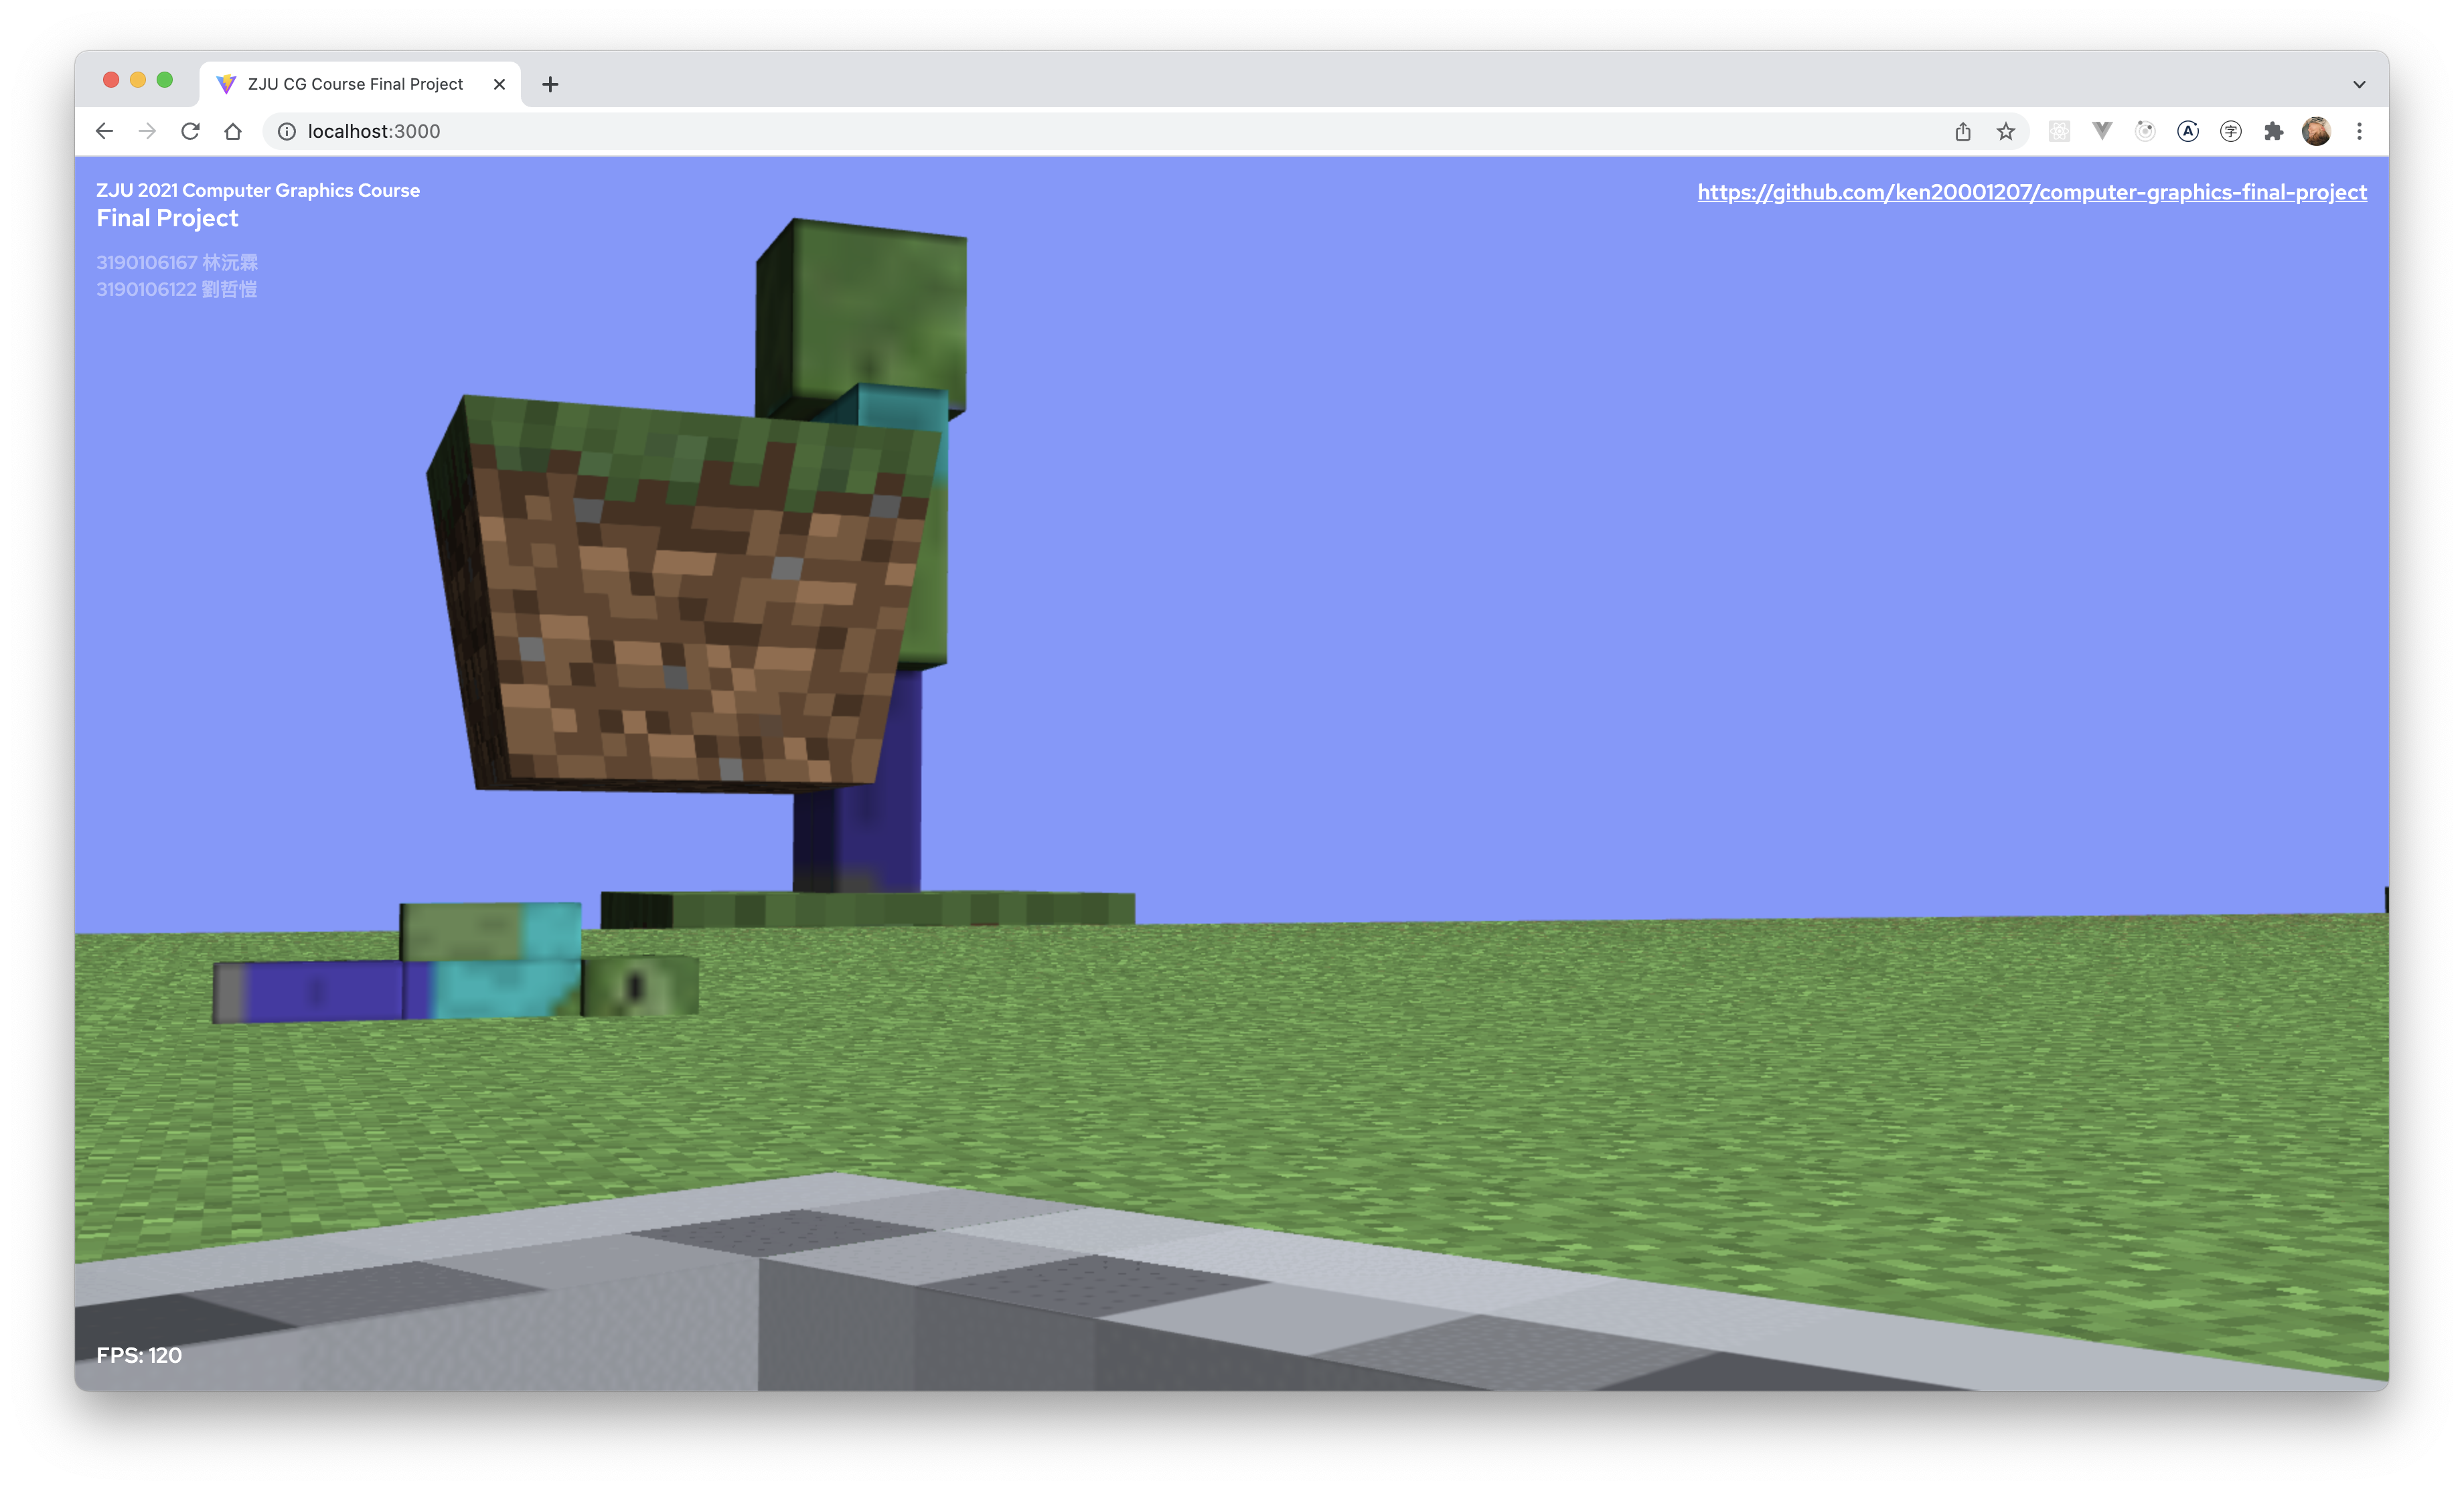 ZJU CG Course Final Project
localhost:3000
ZJU 2021 Computer Graphics Course
Final Project
https://github.com/ken20001207/computer-graphics-final-project
3190106167 林沅霖
3190106122 劉哲愷
FPS: 120